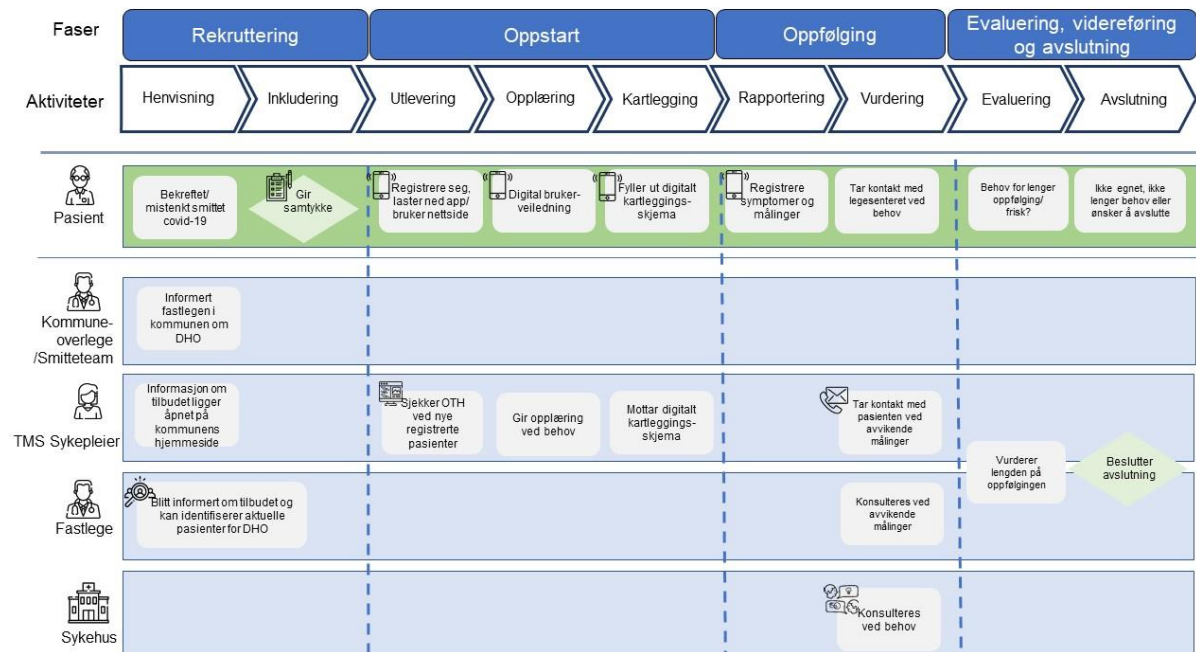 Faser
Rekruttering
Oppstart
Oppfølging
Evaluering, videreføring
og avslutning
Aktiviteter
Henvisning
Inkludering
Utlevering
Opplæring
Kartlegging
Rapportering
Vurdering
Evaluering
Avslutning
Pasient
Bekreftet/
mistenkt smittet
covid-19
Gir
samtykke
Registrere seg,
laster ned app/
bruker nettside
Digital bruker-
veiledning
Fyller ut digitalt
kartleggings-
skjema
Registrere
symptomer og
målinger
Tar kontakt med
legesenteret ved
behov
Behov for lenger
oppfølging/
frisk?
Ikke egnet, ikke
lenger behov eller
ønsker å avslutte
Kommune-
overlege
/Smitteteam
Informert
fastlegen i
kommunen om
DHO
TMS Sykepleier
Informasjon om
tilbudet ligger
åpnet på
kommunens
hjemmeside
Sjekker OTH
ved nye
registrerte
pasienter
Gir opplæring
ved behov
Mottar digitalt
kartleggings-
skjema
Tar kontakt med
pasienten ved
avvikende
målinger
Vurderer
lengden på
oppfølgingen
Beslutter
avslutning
Fastlege
Blitt informert om tilbudet og
kan identifiserer aktuelle
pasienter for DHO
Konsulteres ved
avvikende
målinger
Sykehus
Konsulteres
ved behov